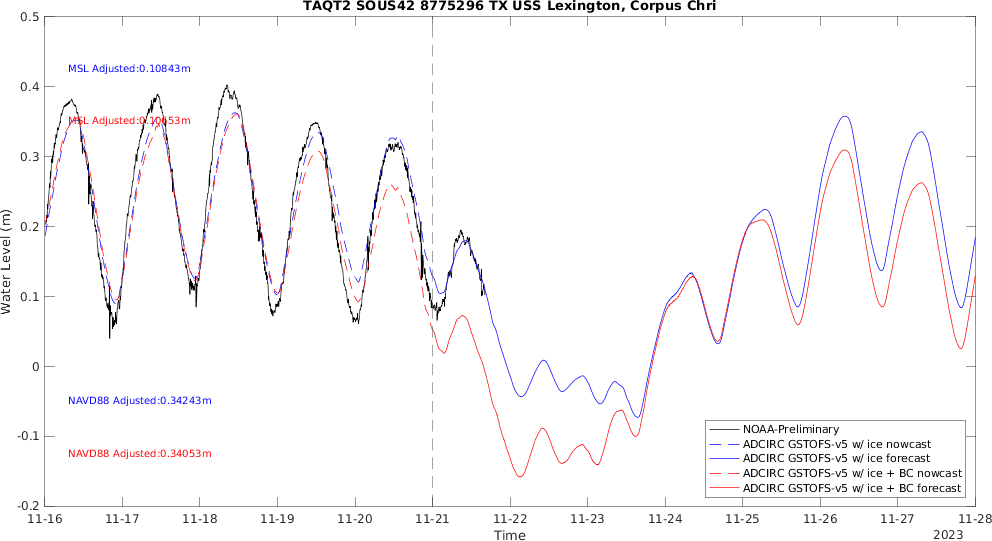 TAQT2 SOUS42 8775296 TX USS Lexington, Corpus Chri
0.5
0.4
0.3
0.2
0.1
0
-0.1
-0.2
Water Level (m)
MSL Adjusted:0.10843m
MSL Adjusted:0.10653m
NAVD88 Adjusted:0.34243m
NAVD88 Adjusted:0.34053m
NOAA-Preliminary
ADCIRC GSTOFS-v5 w/ ice nowcast
ADCIRC GSTOFS-v5 w/ ice forecast
ADCIRC GSTOFS-v5 w/ ice + BC nowcast
ADCIRC GSTOFS-v5 w/ ice + BC forecast
11-16 11-17 11-18 11-19 11-20 11-21 11-22 11-23 11-24 11-25 11-26 11-27 11-28
Time
2023